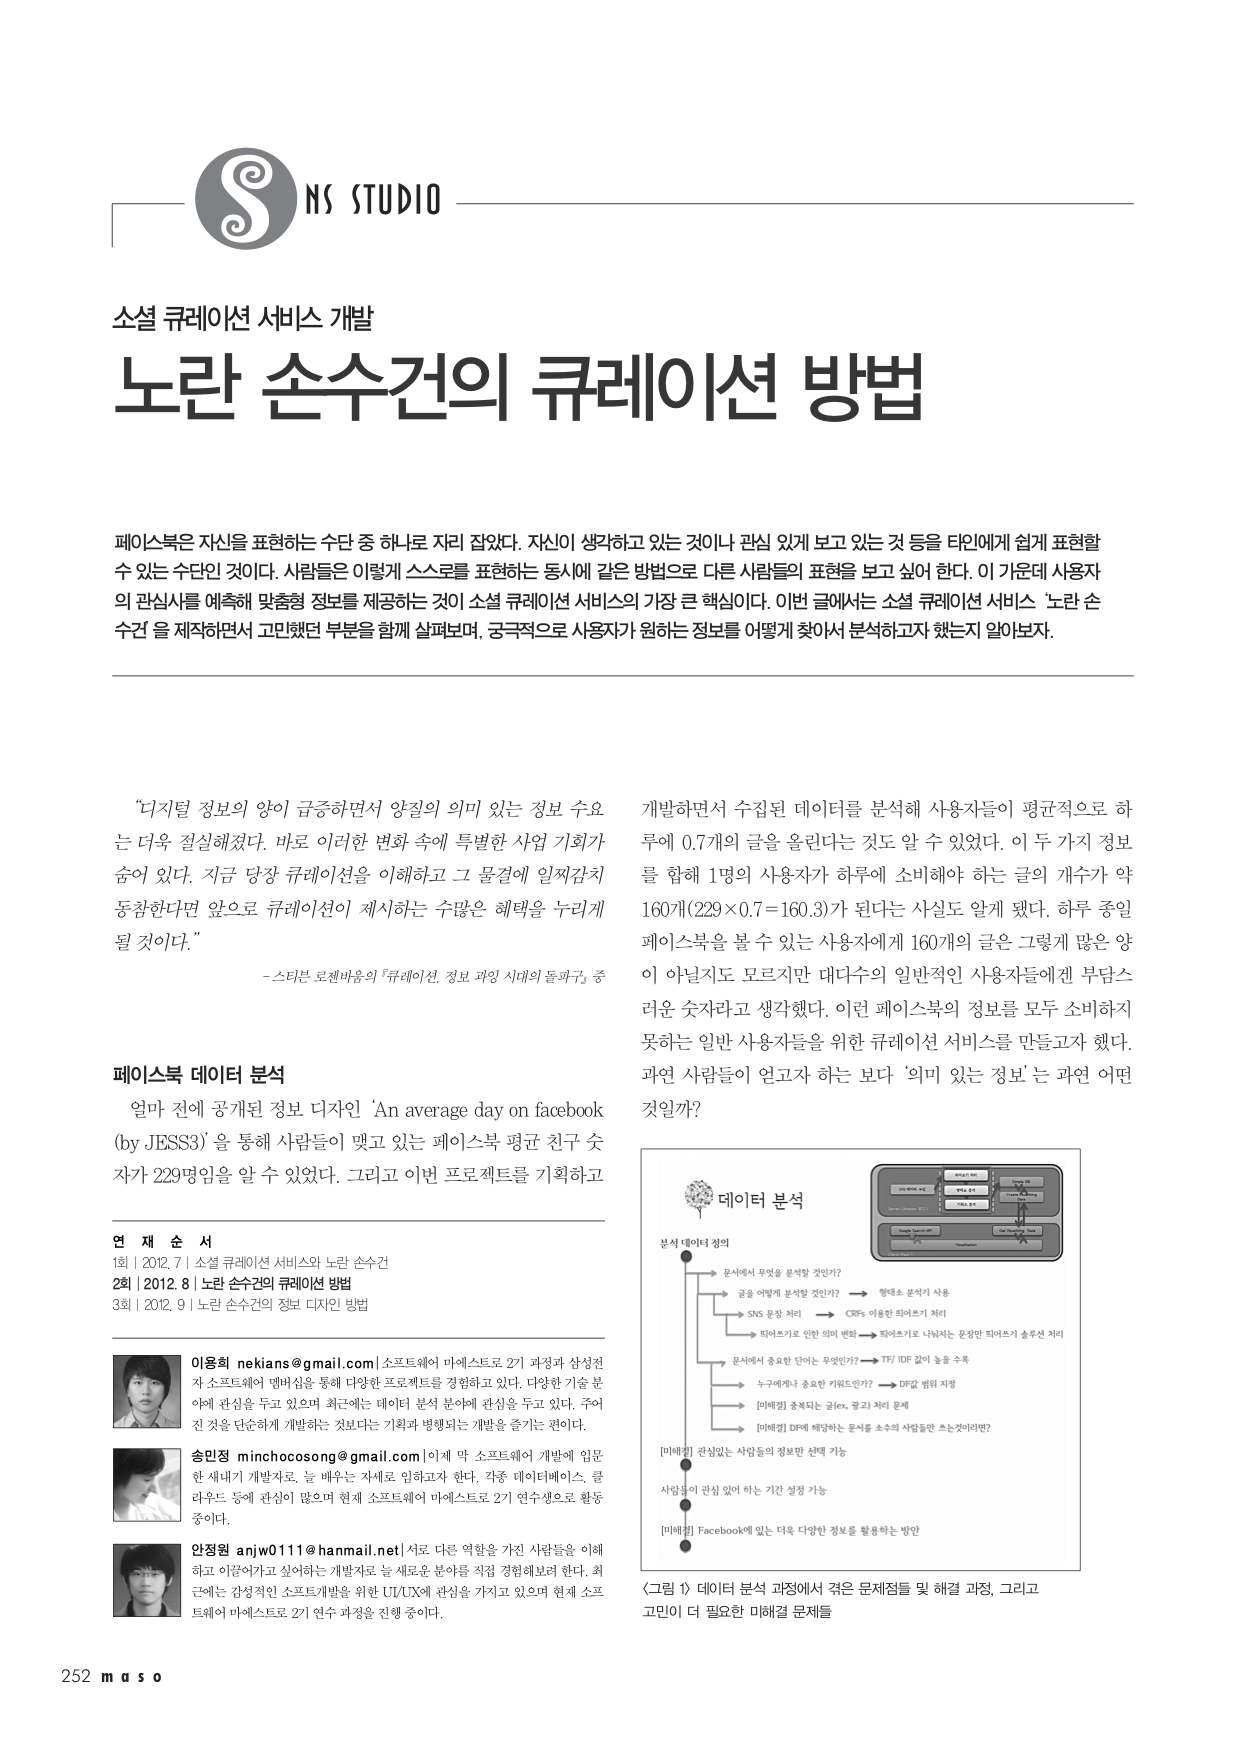 SNS STUDIO
소셜 큐레이션 서비스 개발
노란 손수건의 큐레이션 방법
페이스북은 자신을 표현하는 수단 중 하나로 자리 잡았다. 자신이 생각하고 있는 것이나 관심 있게 보고 있는 것 등을 타인에게 쉽게 표현할
수 있는 수단인 것이다. 사람들은 이렇게 스스로를 표현하는 동시에 같은 방법으로 다른 사람들의 표현을 보고 싶어 한다. 이 가운데 사용자
의 관심사를 예측해 맞춤형 정보를 제공하는 것이 소셜 큐레이션 서비스의 가장 큰 핵심이다. 이번 글에서는 소셜 큐레이션 서비스 ‘노란 손
수건’을 제작하면서 고민했던 부분을 함께 살펴보며, 궁극적으로 사용자가 원하는 정보를 어떻게 찾아서 분석하고자 했는지 알아보자.
“디지털 정보의 양이 급증하면서 양질의 의미 있는 정보 수요
는 더욱 절실해졌다. 바로 이러한 변화 속에 특별한 사업 기회가
숨어 있다. 지금 당장 큐레이션을 이해하고 그 물결에 일찌감치
동참한다면 앞으로 큐레이션이 제시하는 수많은 혜택을 누리게
될 것이다.”
- 스티븐 로젠바움의 『큐레이션, 정보 과잉 시대의 돌파구』 중
페이스북 데이터 분석
얼마 전에 공개된 정보 디자인 ‘An average day on facebook
(by JESS3)’을 통해 사람들이 맺고 있는 페이스북 평균 친구 숫
자가 229명임을 알 수 있었다. 그리고 이번 프로젝트를 기획하고
연 재 순 서
1회 | 2012. 7 | 소셜 큐레이션 서비스와 노란 손수건
2회 | 2012. 8 | 노란 손수건의 큐레이션 방법
3회 | 2012. 9 | 노란 손수건의 정보 디자인 방법
이용희 nekians@gmail.com | 소프트웨어 마에스트로 2기 과정과 삼성전
자 소프트웨어 멤버십을 통해 다양한 프로젝트를 경험하고 있다. 다양한 기술 분
야에 관심을 두고 있으며 최근에는 데이터 분석 분야에 관심을 두고 있다. 주어
진 것을 단순하게 개발하는 것보다는 기획과 병행되는 개발을 즐기는 편이다.
송민정 minchocosong@gmail.com | 이제 막 소프트웨어 개발에 입문
한 새내기 개발자로, 늘 배우는 자세로 임하고자 한다. 각종 데이터베이스, 클
라우드 등에 관심이 많으며 현재 소프트웨어 마에스트로 2기 연수생으로 활동
중이다.
안정원 anjw0111@hanmail.net | 서로 다른 역할을 가진 사람들을 이해
하고 이끌어가고 싶어하는 개발자로 늘 새로운 분야를 직접 경험해보려 한다. 최
근에는 감성적인 소프트개발을 위한 UI/UX에 관심을 가지고 있으며 현재 소프
트웨어 마에스트로 2기 연수 과정을 진행 중이다.
개발하면서 수집된 데이터를 분석해 사용자들이 평균적으로 하
루에 0.7개의 글을 올린다는 것도 알 수 있었다. 이 두 가지 정보
를 합해 1명의 사용자가 하루에 소비해야 하는 글의 개수가 약
160개(229×0.7=160.3)가 된다는 사실도 알게 됐다. 하루 종일
페이스북을 볼 수 있는 사용자에게 160개의 글은 그렇게 많은 양
이 아닐지도 모르지만 대다수의 일반적인 사용자들에겐 부담스
러운 숫자라고 생각했다. 이런 페이스북의 정보를 모두 소비하지
못하는 일반 사용자들을 위한 큐레이션 서비스를 만들고자 했다.
과연 사람들이 얻고자 하는 보다 ‘의미 있는 정보’는 과연 어떤
것일까?
데이터 분석
분석 데이터 정의
문서에서 무엇을 분석할 것인가?
글을 어떻게 분석할 것인가? → 형태소 분석기 사용
SNS 문장 처리 → CRFs 이용한 띄어쓰기 처리
띄어쓰기로 인한 의미 변화 → 띄어쓰기로 나눠지는 문장만 띄어쓰기 솔루션 처리
문서에서 중요한 단어는 무엇인가? → TF/ IDF 값이 높을 수록
누구에게나 중요한 키워드인가? → DF값 범위 지정
[미해결] 중복되는 글(ex, 광고) 처리 문제
[미해결] DF에 해당하는 문서를 소수의 사람들만 쓰는것이라면?
[미해결] 관심있는 사람들의 정보만 선택 기능
사람들이 관심 있어 하는 기간 설정 가능
[미해결] Facebook에 있는 더욱 다양한 정보를 활용하는 방안
〈그림 1〉 데이터 분석 과정에서 겪은 문제점들 및 해결 과정, 그리고
고민이 더 필요한 미해결 문제들
252 maso